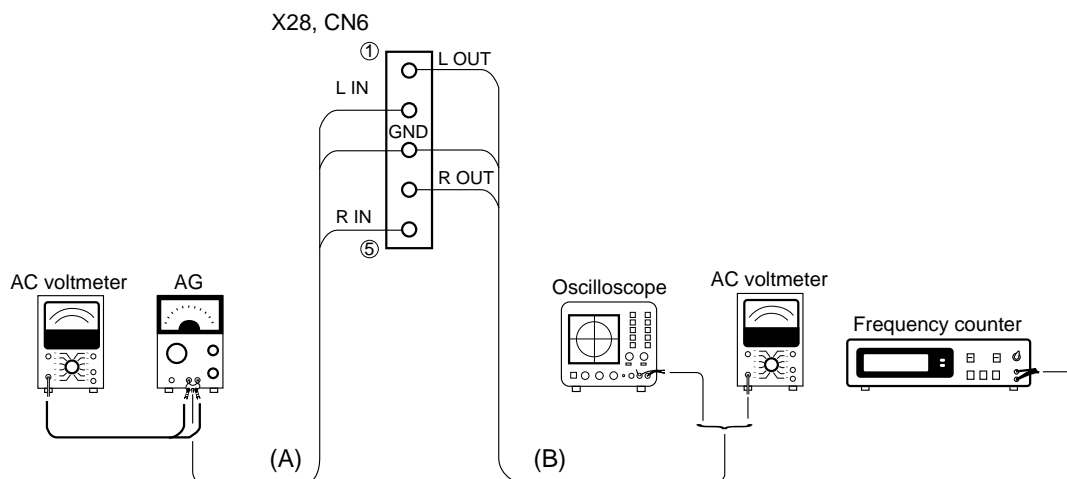 X28, CN6
①
L OUT
L IN
GND
R OUT
R IN
⑤
AC voltmeter
AG
Oscilloscope
AC voltmeter
Frequency counter
(A)
(B)